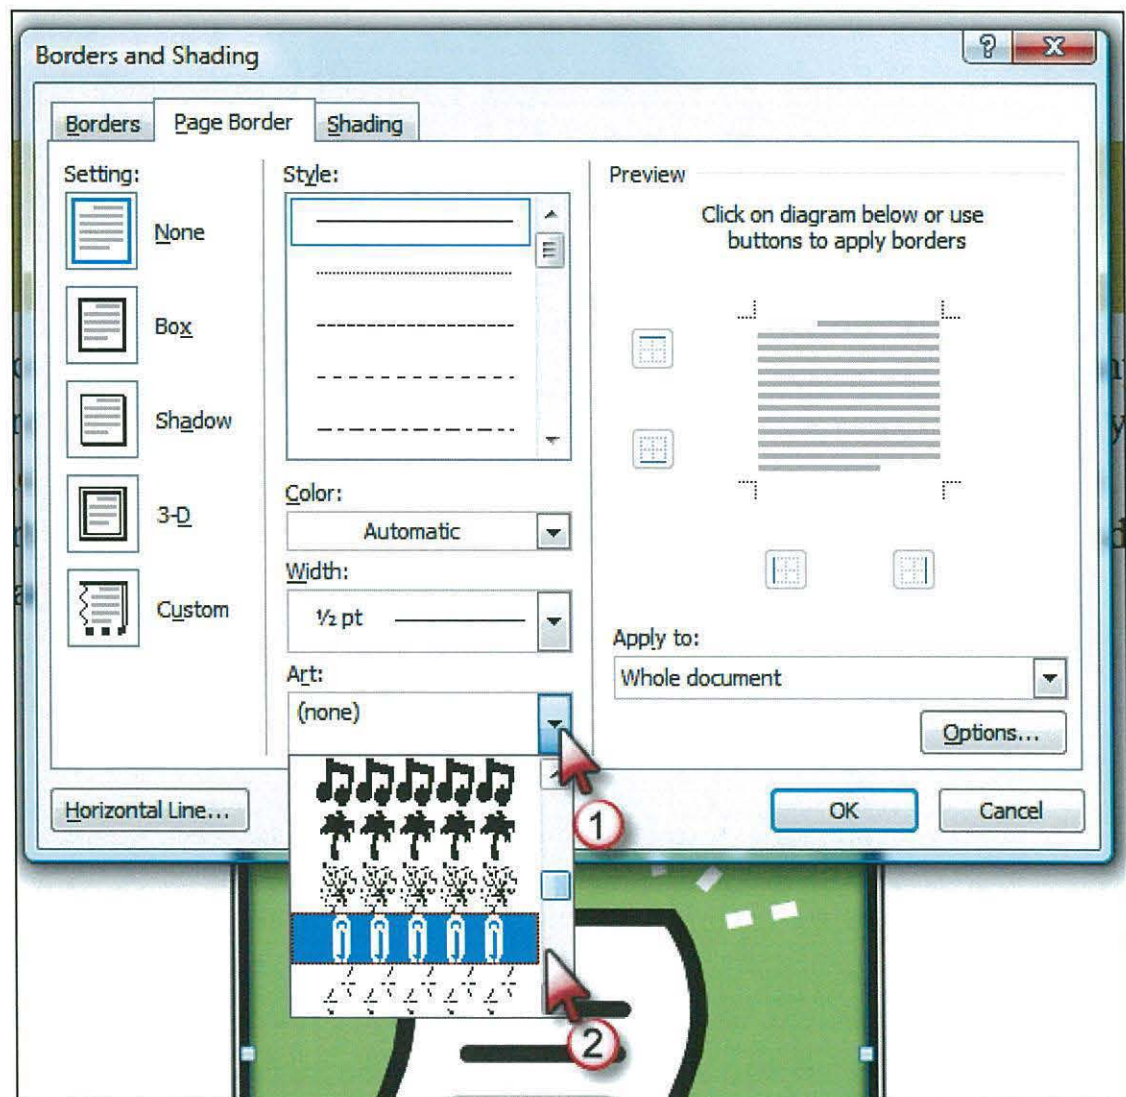 Borders and Shading
?
X
Borders
Page Border
Shading
Setting:
None
Box
Shadow
3-D
Custom
Style:
Color:
Automatic
Width:
½ pt
Art:
(none)
Preview
Click on diagram below or use
buttons to apply borders
Apply to:
Whole document
Options...
Horizontal Line...
OK
Cancel
1
2